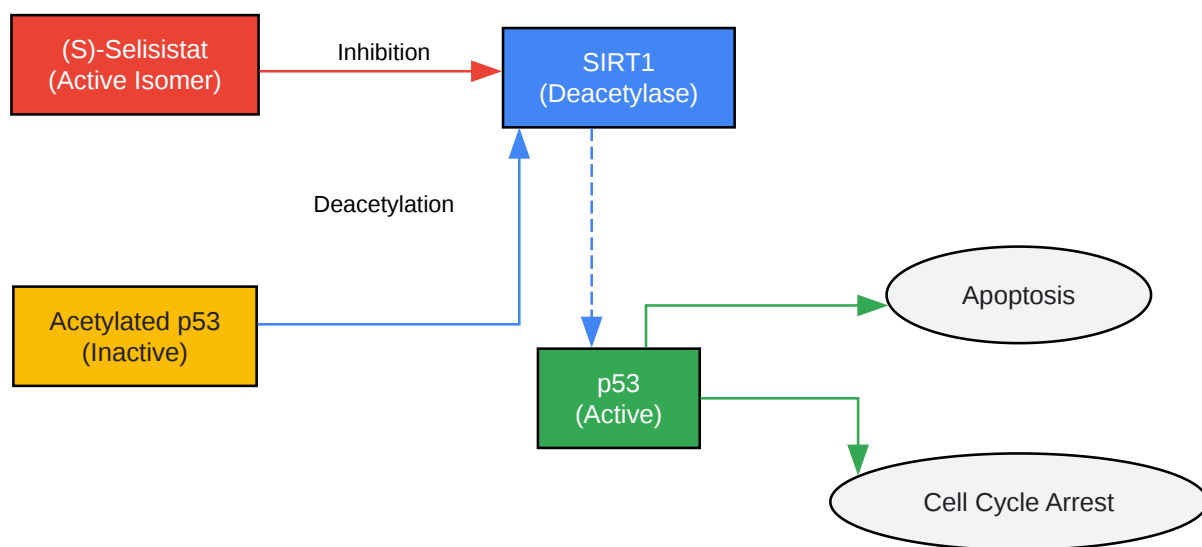 (S)-Selisistat
(Active Isomer)
Inhibition
SIRT1
(Deacetylase)
Deacetylation
Acetylated p53
(Inactive)
p53
(Active)
Apoptosis
Cell Cycle Arrest